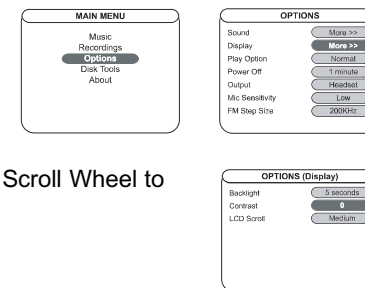 MAIN MENU
Music
Recordings
Options
Disk Tools
About
OPTIONS
Sound More >>
Display More >>
Play Option Normal
Power Off 1 minute
Output Headset
Mic Sensitivity Low
FM Step Size 200KHz
Scroll Wheel to
OPTIONS (Display)
Backlight 5 seconds
Contrast 0
LCD Scroll Medium